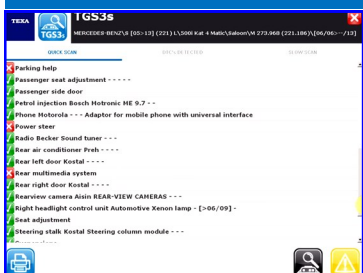 TEXA
TGS3s
TGS3s
MERCEDES-BENZ\S [05>13] (221) L\500i Kat 4 Matic\Saloon\M 273.968 (221.186)\[06/06>--/13]
QUICK SCAN
SLOW SCAN
Parking help
Passenger seat adjustment - - - - -
Passenger side door
Petrol injection Bosch Motronic ME 9.7 - -
Phone Motorola - - - Adaptor for mobile phone with universal interface
Power steer
Radio Becker Sound tuner - - -
Rear air conditioner Preh - - - -
Rear left door Kostal - - - -
Rear multimedia system
Rear right door Kostal - - - -
Rearview camera Aisin REAR-VIEW CAMERAS - - -
Right headlight control unit Automotive Xenon lamp - [>06/09] -
Seat adjustment
Steering stalk Kostal Steering column module - - -